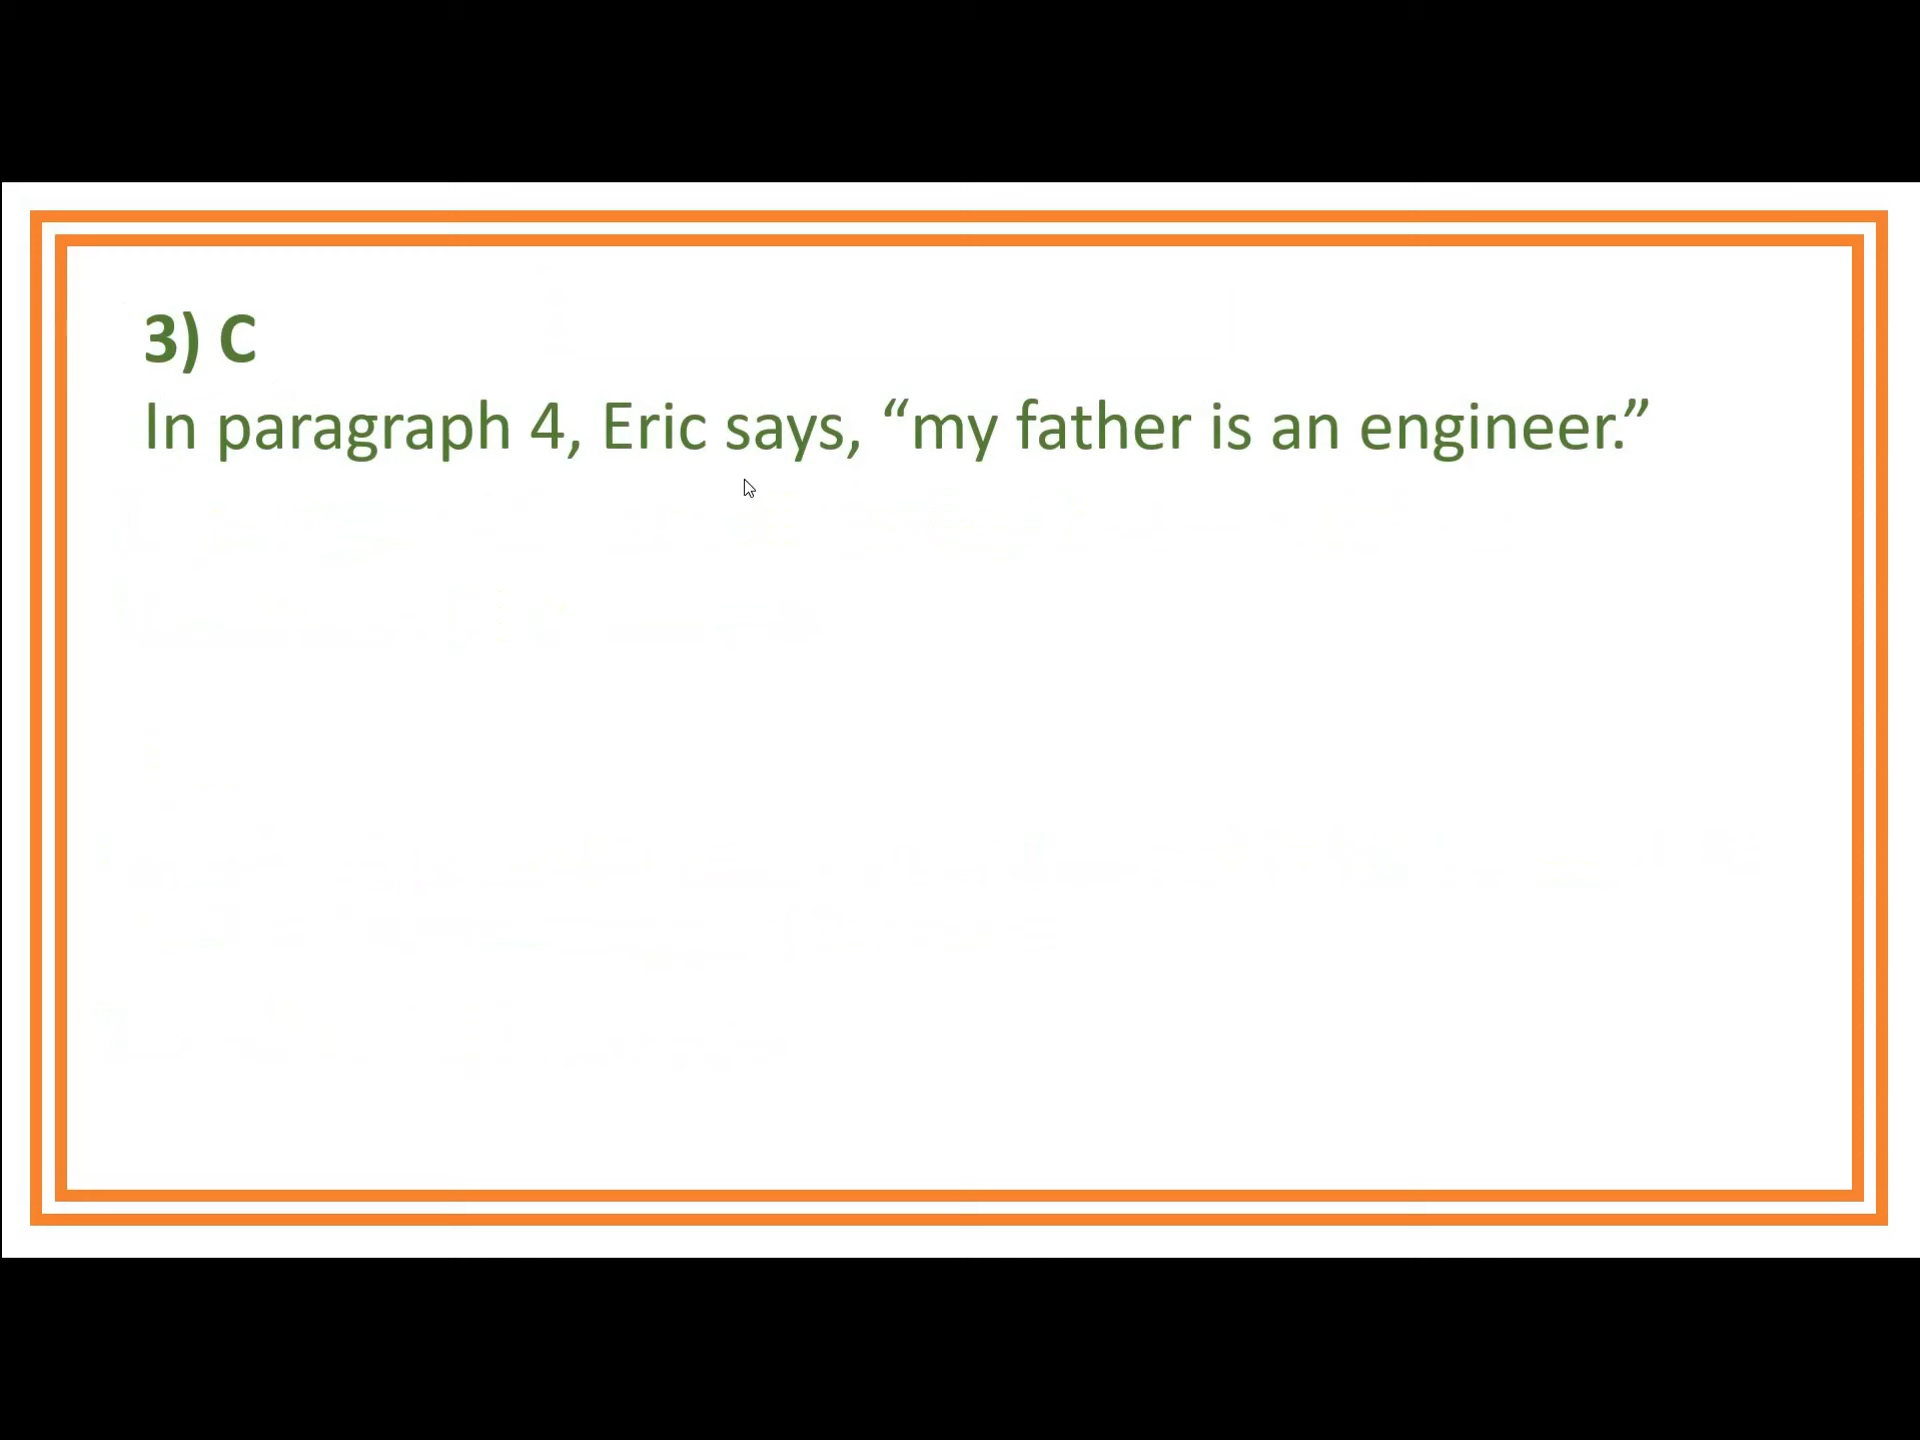 3) C
In paragraph 4, Eric says, “my father is an engineer.”